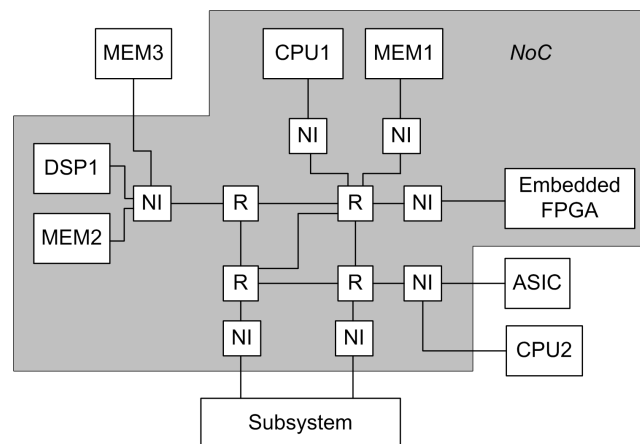 NoC
MEM3
CPU1
MEM1
NI
NI
DSP1
MEM2
NI
R
R
NI
Embedded
FPGA
R
R
NI
ASIC
NI
NI
CPU2
Subsystem